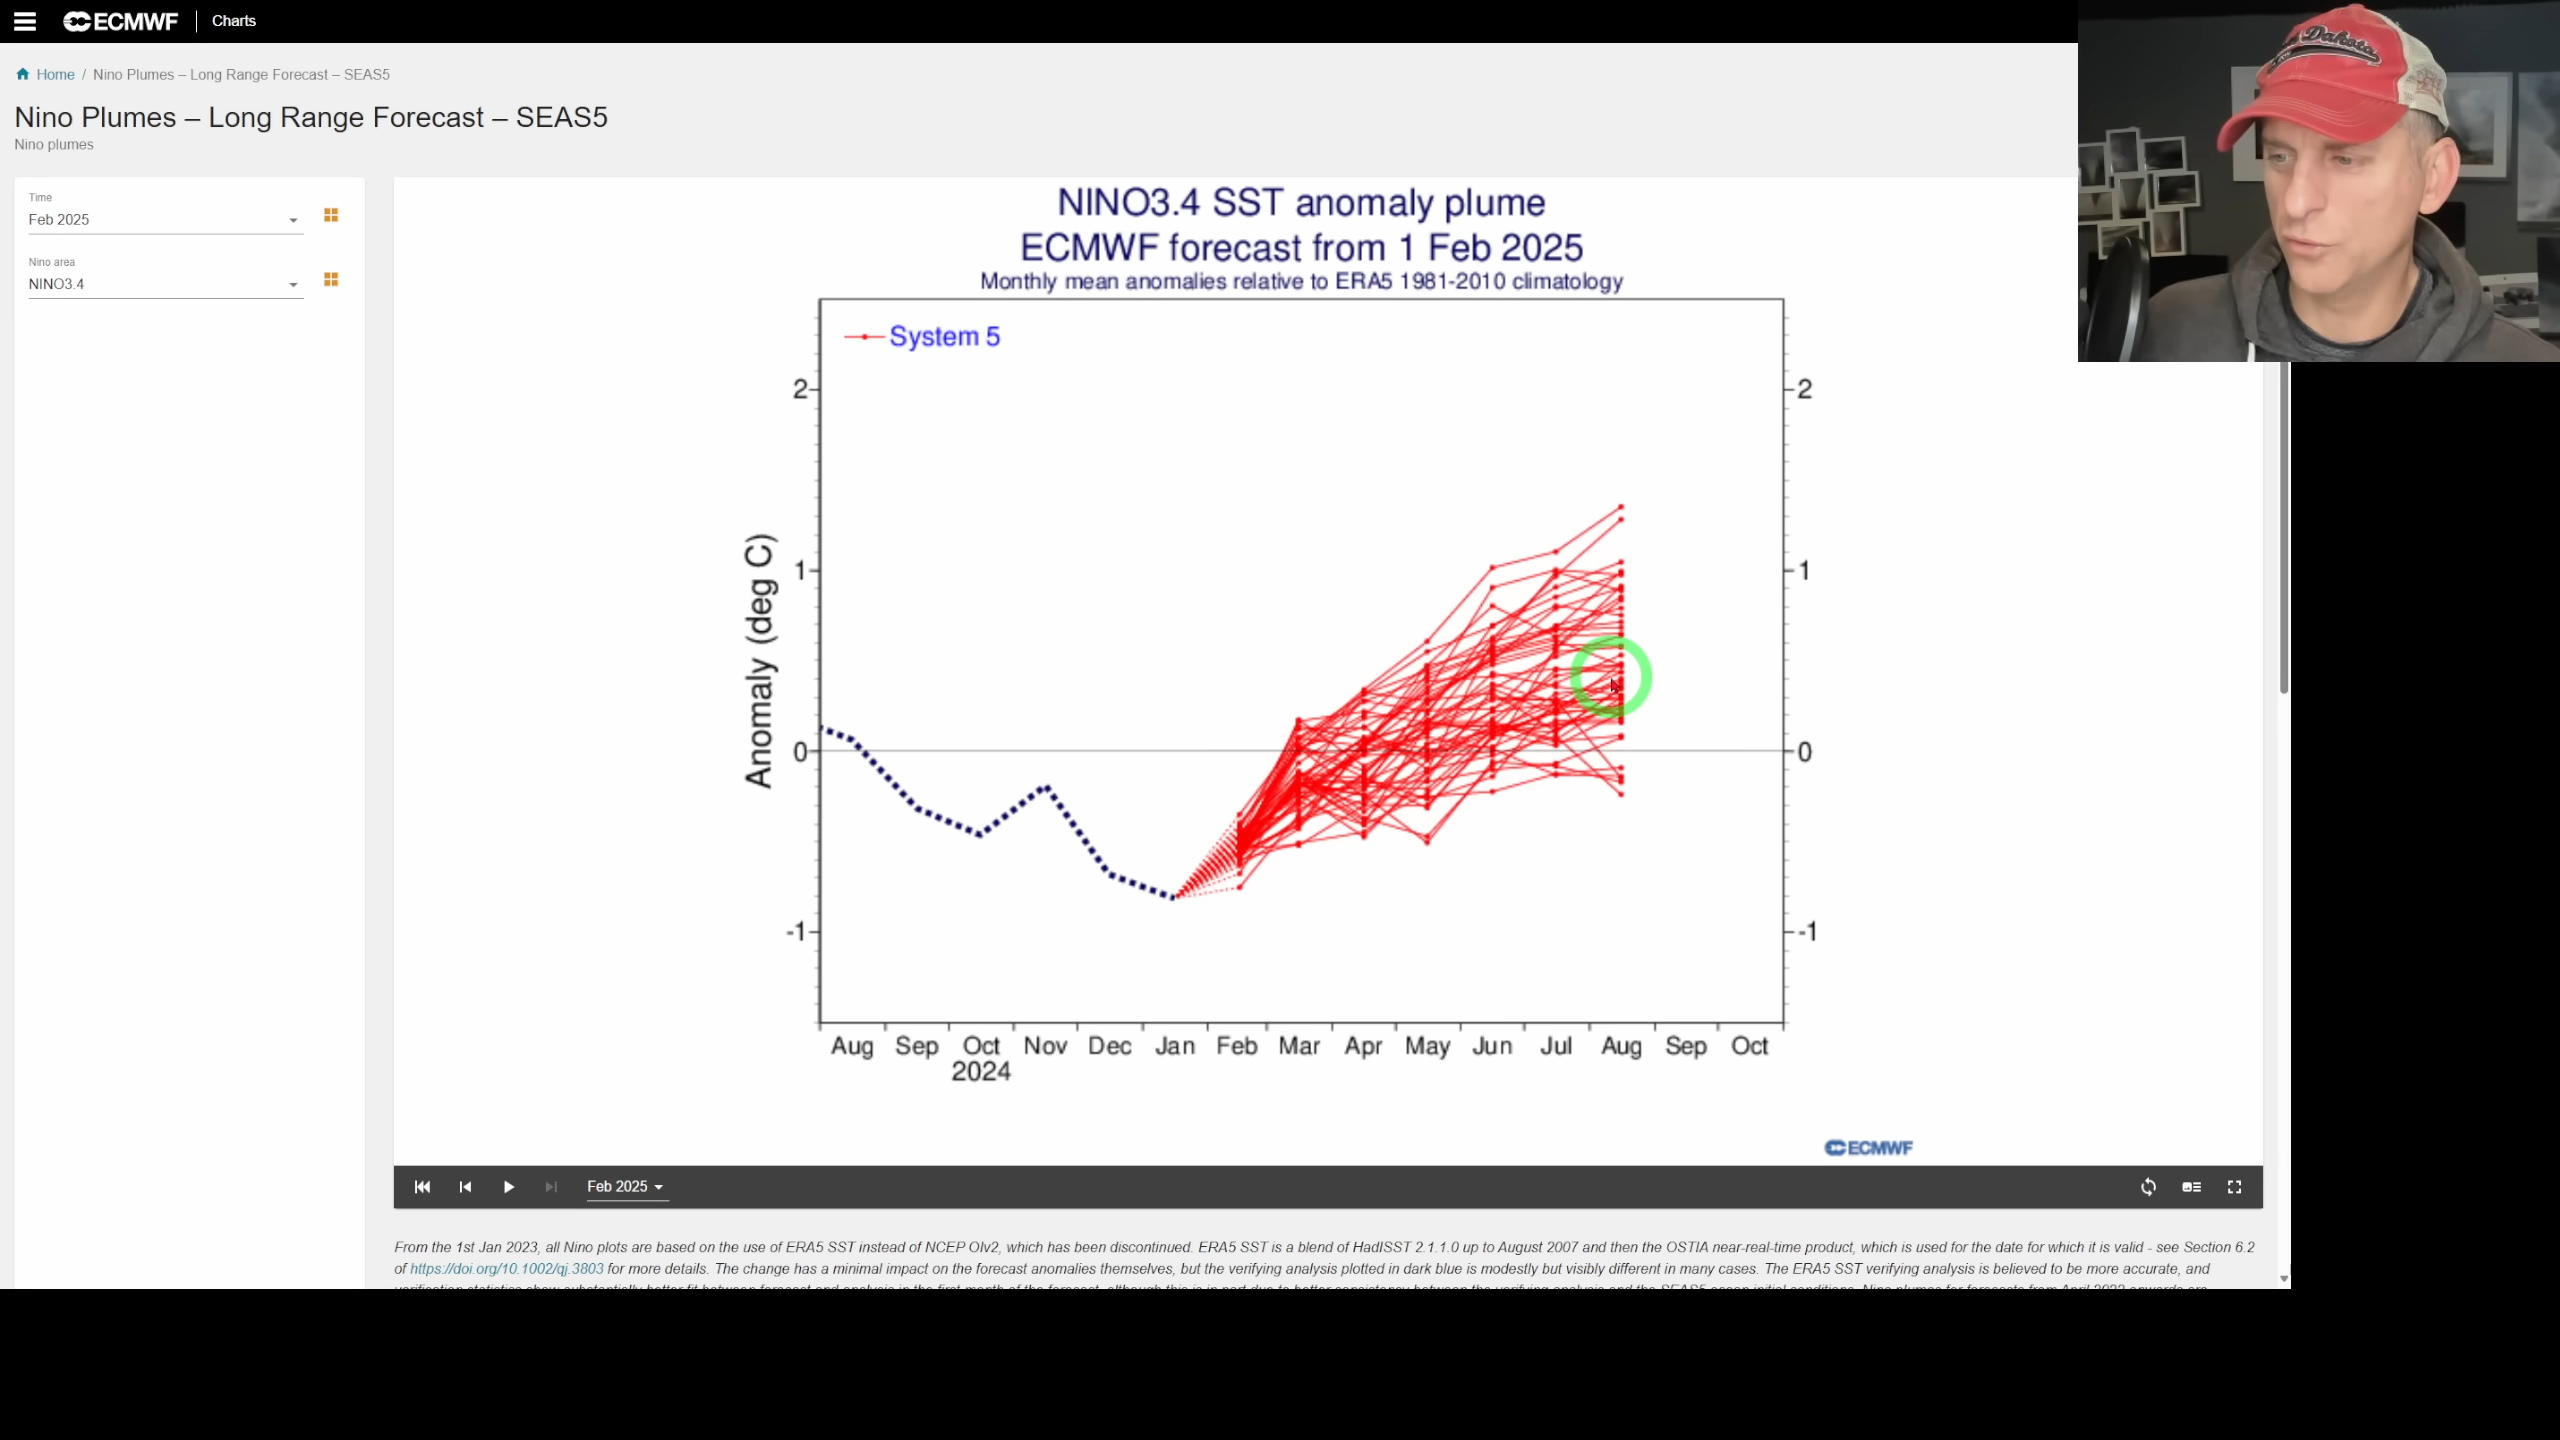 ECMWF Charts
Home / Nino Plumes – Long Range Forecast – SEAS5
Nino Plumes – Long Range Forecast – SEAS5
Nino plumes
Time
Feb 2025
Nino area
NINO3.4
NINO3.4 SST anomaly plume
ECMWF forecast from 1 Feb 2025
Monthly mean anomalies relative to ERA5 1981-2010 climatology
System 5
2 2
1 1
0 0
-1 -1
Anomaly (deg C)
Aug Sep Oct Nov Dec Jan Feb Mar Apr May Jun Jul Aug Sep Oct
2024
ECMWF
Feb 2025
From the 1st Jan 2023, all Nino plots are based on the use of ERA5 SST instead of NCEP OIv2, which has been discontinued. ERA5 SST is a blend of HadISST 2.1.1.0 up to August 2007 and then the OSTIA near-real-time product, which is used for the date for which it is valid - see Section 6.2
of https://doi.org/10.1002/qj.3803 for more details. The change has a minimal impact on the forecast anomalies themselves, but the verifying analysis plotted in dark blue is modestly but visibly different in many cases. The ERA5 SST verifying analysis is believed to be more accurate, and
Dakota